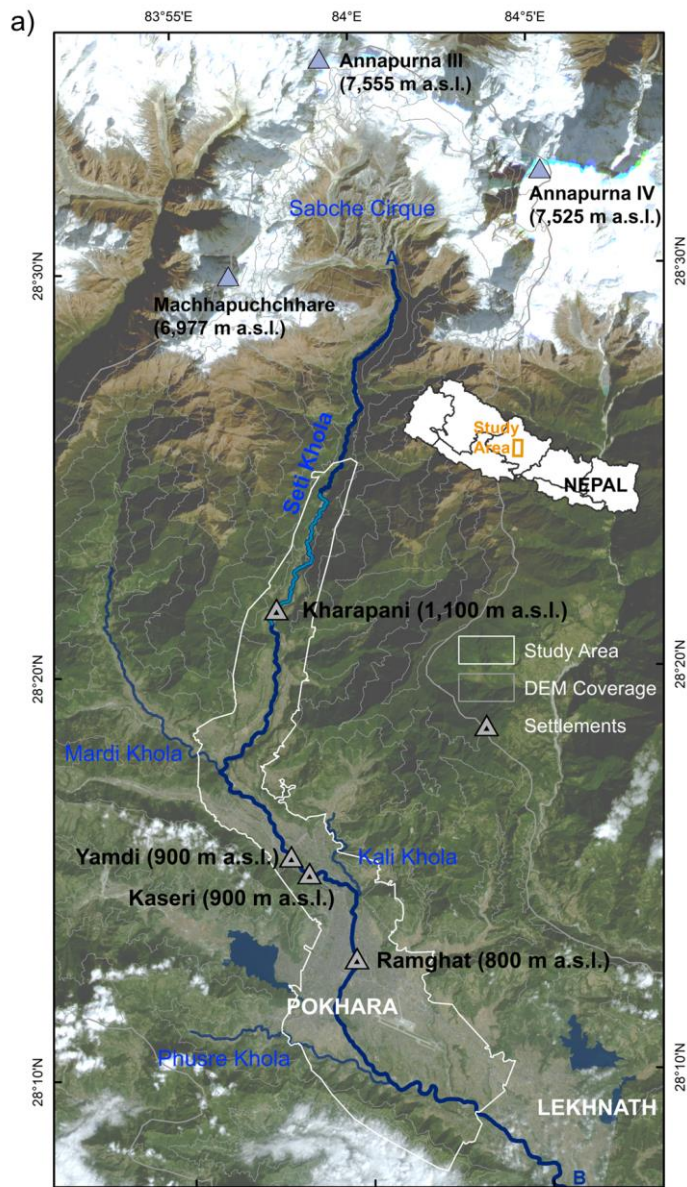 a)
83°55'E
84°E
84°5'E
Annapurna III
(7,555 m a.s.l.)
Annapurna IV
(7,525 m a.s.l.)
Sabche Cirque
A
28°30'N
28°30'N
Machhapuchchhare
(6,977 m a.s.l.)
Study
Area
NEPAL
Seti Khola
Kharapani (1,100 m a.s.l.)
Study Area
DEM Coverage
Settlements
28°20'N
28°20'N
Mardi Khola
Yamdi (900 m a.s.l.)
Kali Khola
Kaseri (900 m a.s.l.)
Ramghat (800 m a.s.l.)
POKHARA
Phusre Khola
28°10'N
28°10'N
LEKHNATH
B